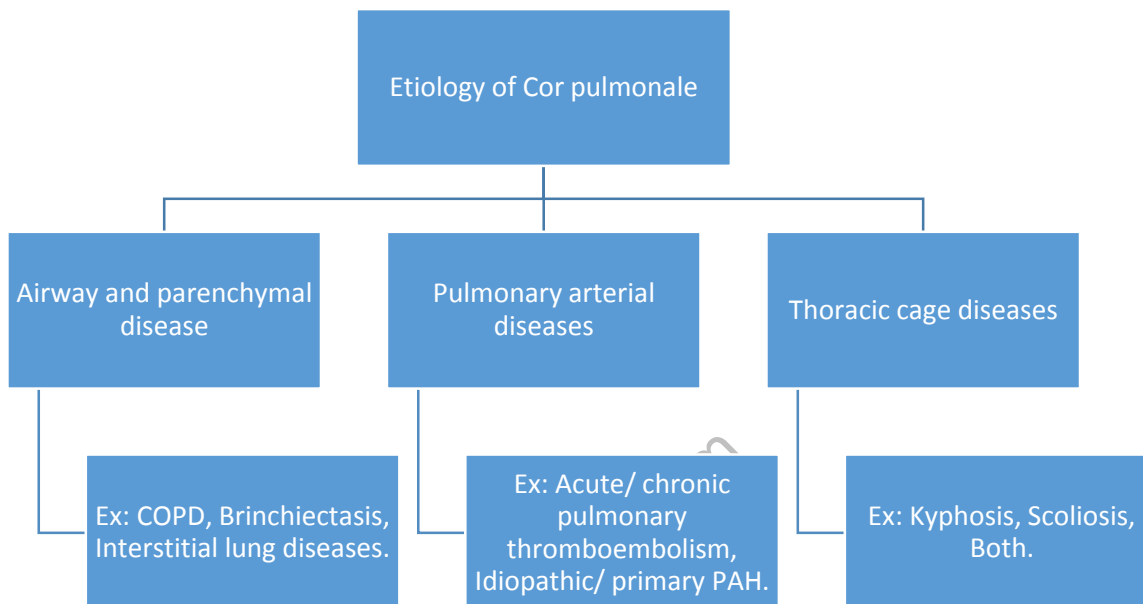 Etiology of Cor pulmonale
Airway and parenchymal
disease
Pulmonary arterial
diseases
Thoracic cage diseases
Ex: COPD, Brinchiectasis,
Interstitial lung diseases.
Ex: Acute/ chronic
pulmonary
thromboembolism,
Idiopathic/ primary PAH.
Ex: Kyphosis, Scoliosis,
Both.